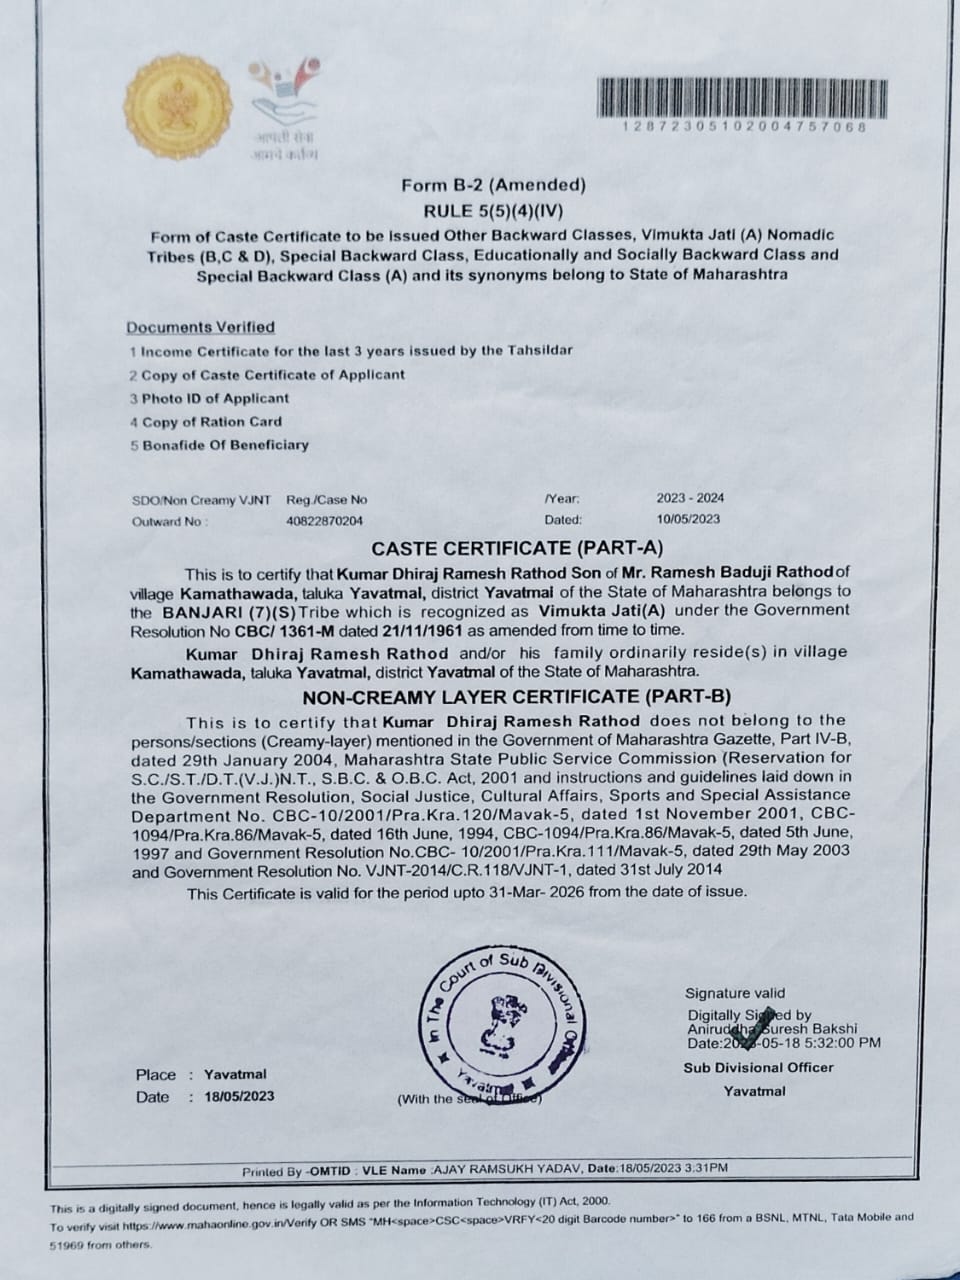 आपली सेवा
आमचे कर्तव्य
12872305102004757068
Form B-2 (Amended)
RULE 5(5)(4)(IV)
Form of Caste Certificate to be Issued Other Backward Classes, Vimukta Jati (A) Nomadic
Tribes (B,C & D), Special Backward Class, Educationally and Socially Backward Class and
Special Backward Class (A) and its synonyms belong to State of Maharashtra
Documents Verified
1 Income Certificate for the last 3 years issued by the Tahsildar
2 Copy of Caste Certificate of Applicant
3 Photo ID of Applicant
4 Copy of Ration Card
5 Bonafide Of Beneficiary
SDO/Non Creamy VJNT Reg./Case No /Year: 2023 - 2024
Outward No : 40822870204 Dated: 10/05/2023
CASTE CERTIFICATE (PART-A)
This is to certify that Kumar Dhiraj Ramesh Rathod Son of Mr. Ramesh Baduji Rathod of
village Kamathawada, taluka Yavatmal, district Yavatmal of the State of Maharashtra belongs to
the BANJARI (7)(S) Tribe which is recognized as Vimukta Jati(A) under the Government
Resolution No CBC/ 1361-M dated 21/11/1961 as amended from time to time.
Kumar Dhiraj Ramesh Rathod and/or his family ordinarily reside(s) in village
Kamathawada, taluka Yavatmal, district Yavatmal of the State of Maharashtra.
NON-CREAMY LAYER CERTIFICATE (PART-B)
This is to certify that Kumar Dhiraj Ramesh Rathod does not belong to the
persons/sections (Creamy-layer) mentioned in the Government of Maharashtra Gazette, Part IV-B,
dated 29th January 2004, Maharashtra State Public Service Commission (Reservation for
S.C./S.T./D.T.(V.J.)N.T., S.B.C. & O.B.C. Act, 2001 and instructions and guidelines laid down in
the Government Resolution, Social Justice, Cultural Affairs, Sports and Special Assistance
Department No. CBC-10/2001/Pra.Kra.120/Mavak-5, dated 1st November 2001, CBC-
1094/Pra.Kra.86/Mavak-5, dated 16th June, 1994, CBC-1094/Pra.Kra.86/Mavak-5, dated 5th June,
1997 and Government Resolution No.CBC- 10/2001/Pra.Kra.111/Mavak-5, dated 29th May 2003
and Government Resolution No. VJNT-2014/C.R.118/VJNT-1, dated 31st July 2014
This Certificate is valid for the period upto 31-Mar- 2026 from the date of issue.
In The Court of Sub Divisional Officer
Yavatmal
Signature valid
Digitally Signed by
Aniruddha Suresh Bakshi
Date:2023-05-18 5:32:00 PM
Sub Divisional Officer
Yavatmal
Place : Yavatmal
Date : 18/05/2023
(With the seal of Office)
Printed By -OMTID : VLE Name :AJAY RAMSUKH YADAV, Date:18/05/2023 3:31PM
This is a digitally signed document, hence is legally valid as per the Information Technology (IT) Act, 2000.
To verify visit https://www.mahaonline.gov.in/Verify OR SMS "MH<space>CSC<space>VRFY<20 digit Barcode number>" to 166 from a BSNL, MTNL, Tata Mobile and
51969 from others.